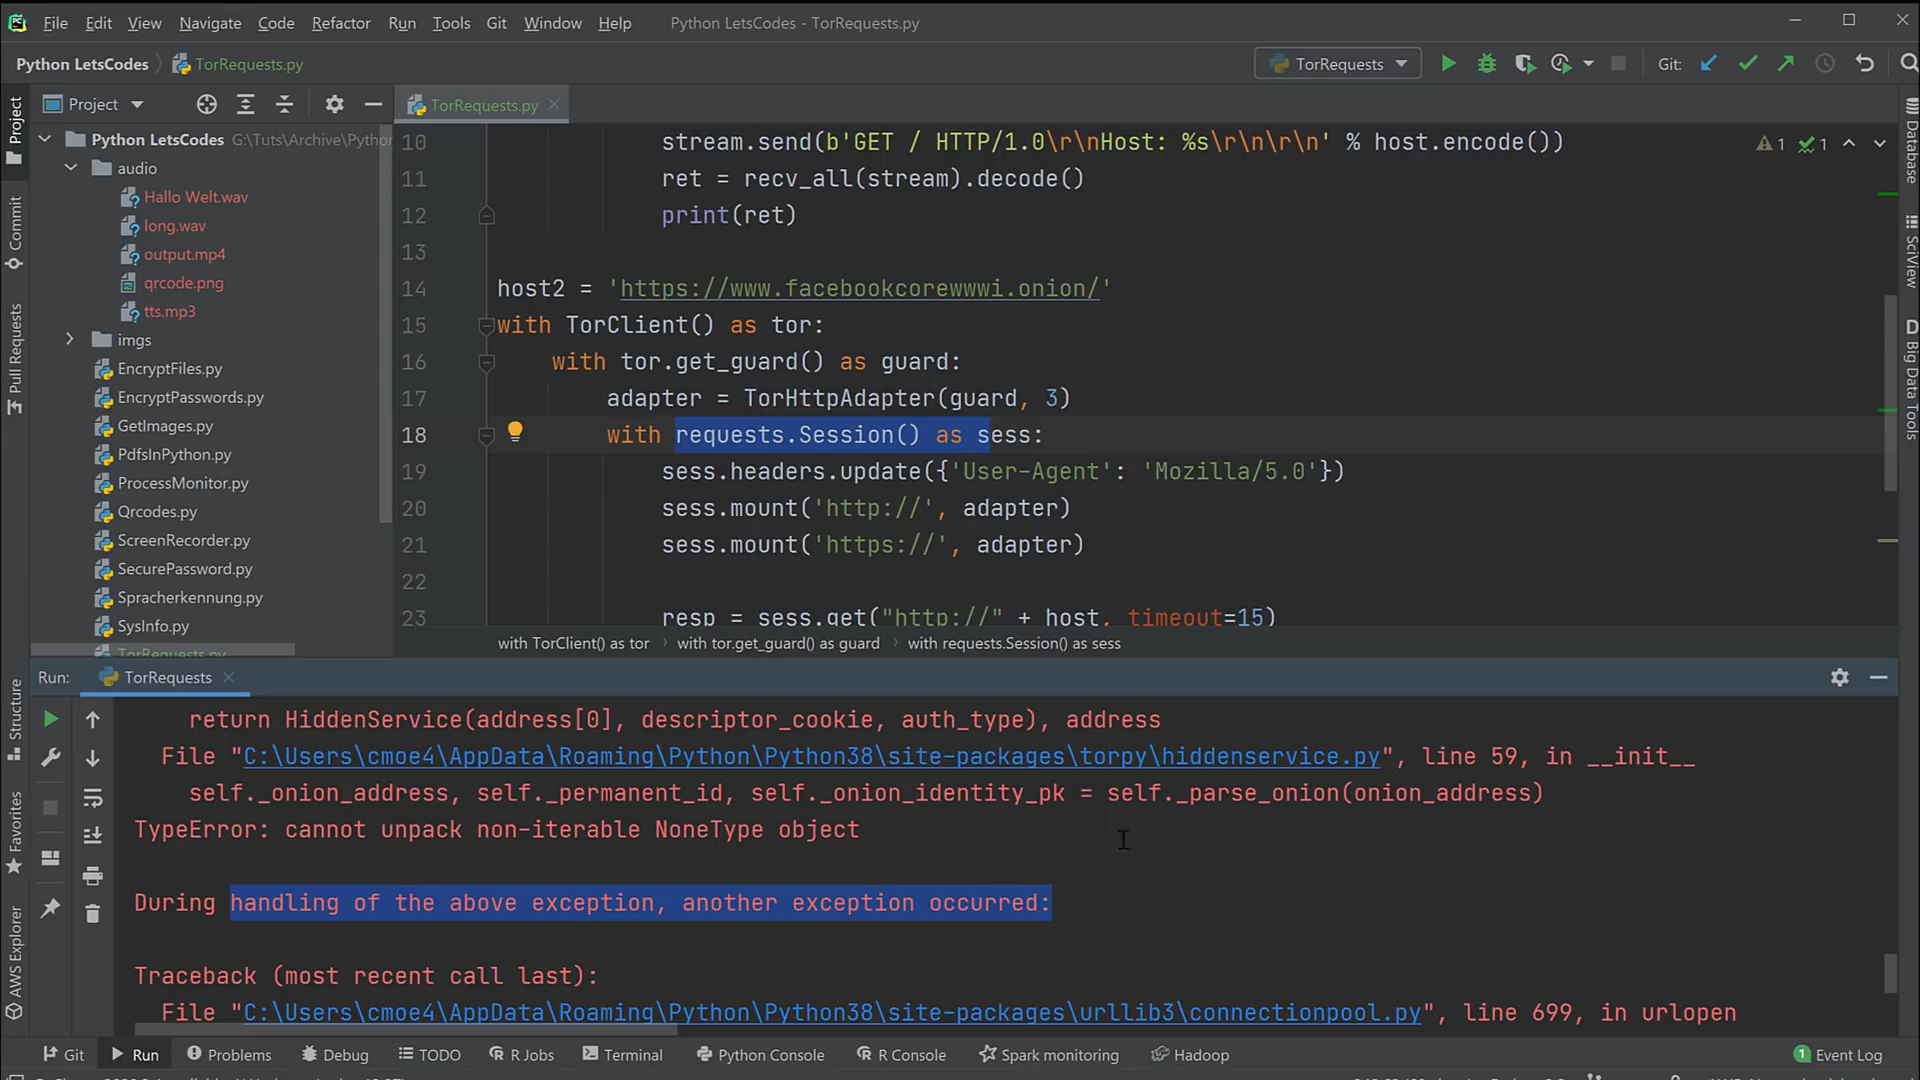 File Edit View Navigate Code Refactor Run Tools Git Window Help Python LetsCodes - TorRequests.py
Python LetsCodes TorRequests.py TorRequests Git:
Project TorRequests.py
Python LetsCodes G:\Tuts\Archive\Python
audio
Hallo Welt.wav
long.wav
output.mp4
qrcode.png
tts.mp3
imgs
EncryptFiles.py
EncryptPasswords.py
GetImages.py
PdfsInPython.py
ProcessMonitor.py
Qrcodes.py
ScreenRecorder.py
SecurePassword.py
Spracherkennung.py
SysInfo.py
TorRequests.py
10 stream.send(b'GET / HTTP/1.0\r\nHost: %s\r\n\r\n' % host.encode())
11 ret = recv_all(stream).decode()
12 print(ret)
13
14 host2 = 'https://www.facebookcorewwwi.onion/'
15 with TorClient() as tor:
16 with tor.get_guard() as guard:
17 adapter = TorHttpAdapter(guard, 3)
18 with requests.Session() as sess:
19 sess.headers.update({'User-Agent': 'Mozilla/5.0'})
20 sess.mount('http://', adapter)
21 sess.mount('https://', adapter)
22
23 resp = sess.get("http://" + host, timeout=15)
1 1
with TorClient() as tor with tor.get_guard() as guard with requests.Session() as sess
Run: TorRequests
return HiddenService(address[0], descriptor_cookie, auth_type), address
File "C:\Users\cmoe4\AppData\Roaming\Python\Python38\site-packages\torpy\hiddenservice.py", line 59, in __init__
self._onion_address, self._permanent_id, self._onion_identity_pk = self._parse_onion(onion_address)
TypeError: cannot unpack non-iterable NoneType object
During handling of the above exception, another exception occurred:
Traceback (most recent call last):
File "C:\Users\cmoe4\AppData\Roaming\Python\Python38\site-packages\urllib3\connectionpool.py", line 699, in urlopen
Project
Commit
Pull Requests
Structure
Favorites
AWS Explorer
Database
SciView
D Big Data Tools
Git Run Problems Debug TODO R Jobs Terminal Python Console R Console Spark monitoring Hadoop 1 Event Log